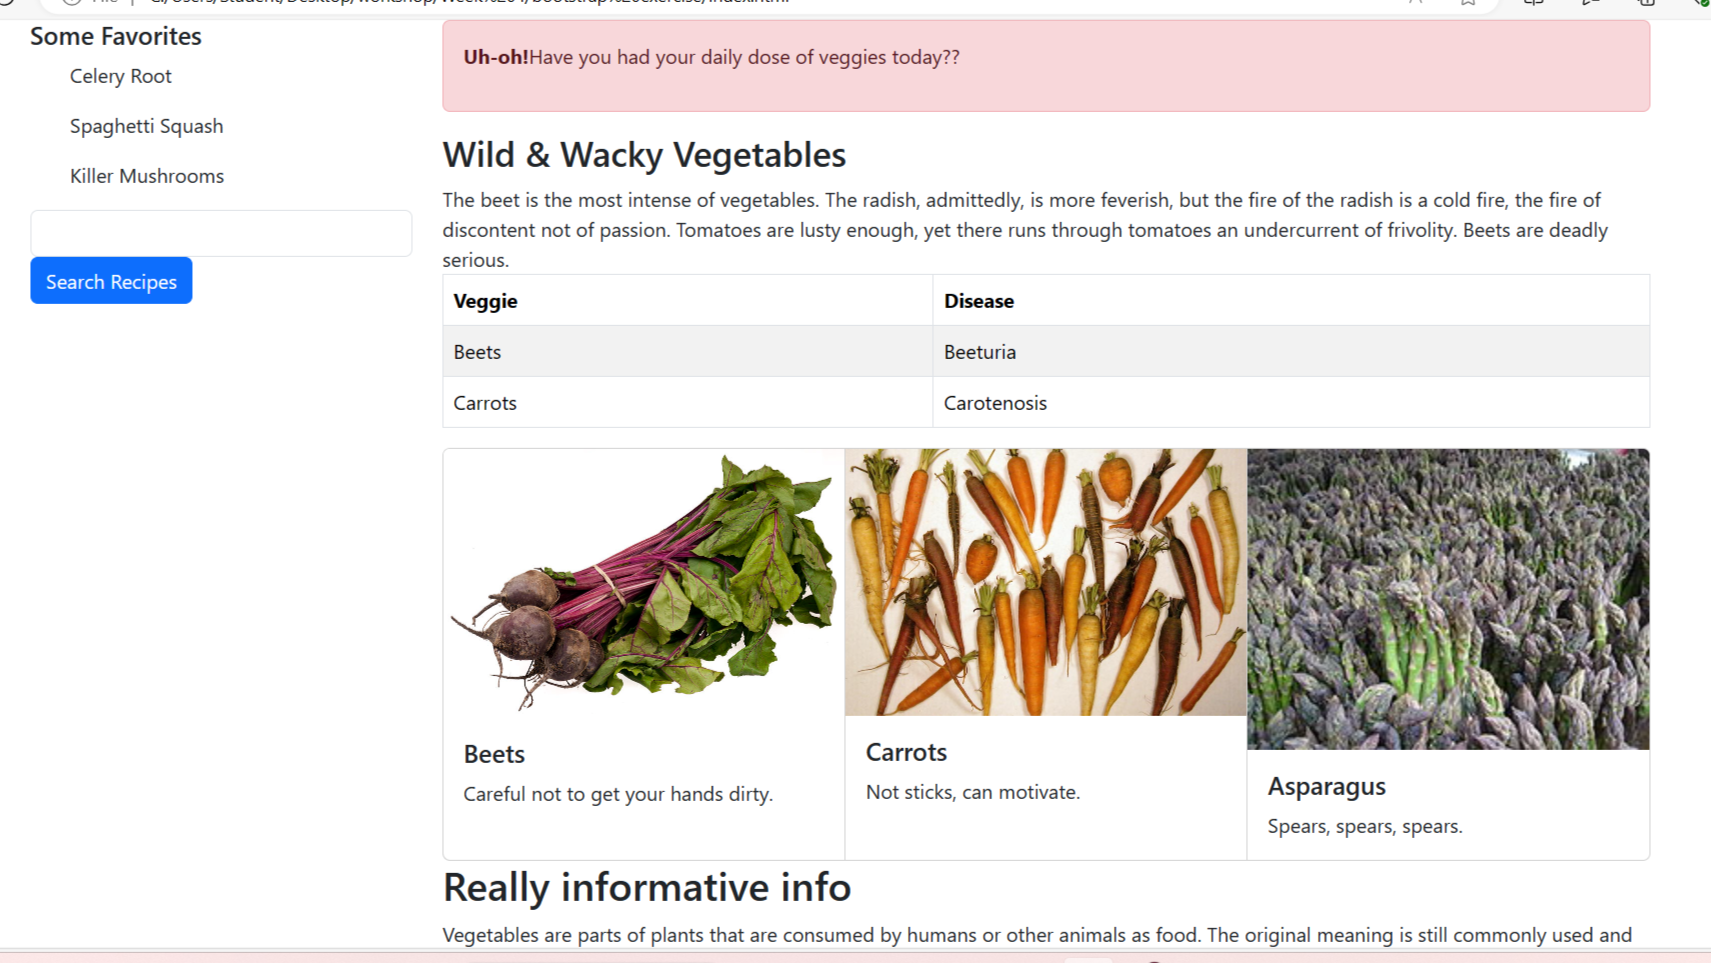 Some Favorites
Celery Root
Spaghetti Squash
Killer Mushrooms
Search Recipes
Uh-oh!Have you had your daily dose of veggies today??
Wild & Wacky Vegetables
The beet is the most intense of vegetables. The radish, admittedly, is more feverish, but the fire of the radish is a cold fire, the fire of
discontent not of passion. Tomatoes are lusty enough, yet there runs through tomatoes an undercurrent of frivolity. Beets are deadly
serious.
Veggie Disease
Beets Beeturia
Carrots Carotenosis
Beets
Careful not to get your hands dirty.
Carrots
Not sticks, can motivate.
Asparagus
Spears, spears, spears.
Really informative info
Vegetables are parts of plants that are consumed by humans or other animals as food. The original meaning is still commonly used and